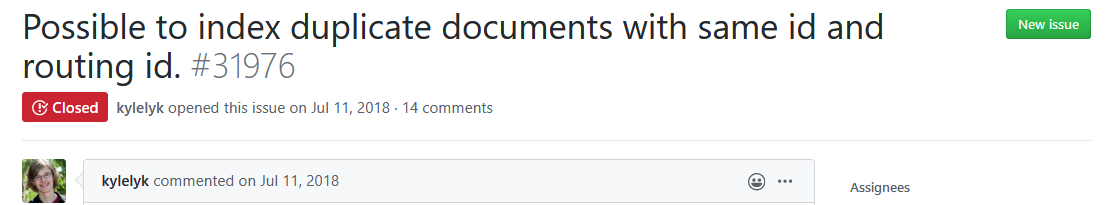 Possible to index duplicate documents with same id and
routing id. #31976
New issue
Closed
kylelyk opened this issue on Jul 11, 2018 · 14 comments
kylelyk commented on Jul 11, 2018
Assignees